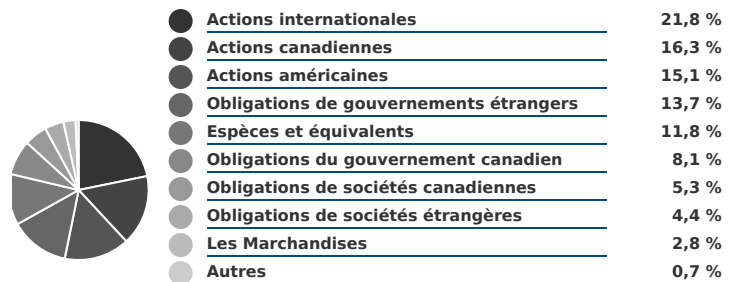 Actions internationales 21,8 %
Actions canadiennes 16,3 %
Actions américaines 15,1 %
Obligations de gouvernements étrangers 13,7 %
Espèces et équivalents 11,8 %
Obligations du gouvernement canadien 8,1 %
Obligations de sociétés canadiennes 5,3 %
Obligations de sociétés étrangères 4,4 %
Les Marchandises 2,8 %
Autres 0,7 %